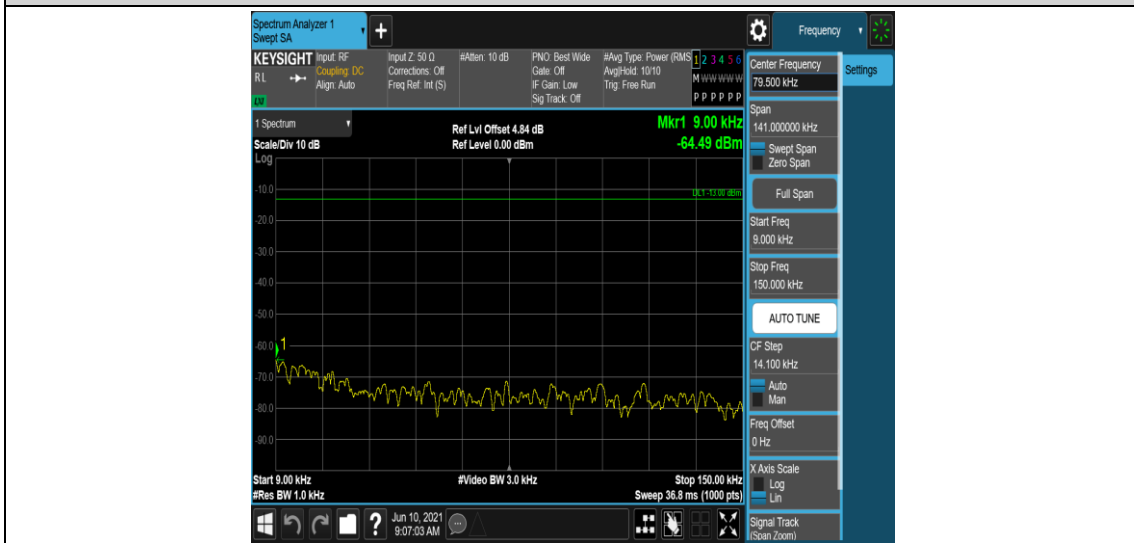 Spectrum Analyzer 1
Swept SA
+
Frequency
KEYSIGHT
RL
Input: RF
Coupling: DC
Align: Auto
Input Z: 50 Ω
Corrections: Off
Freq Ref: Int (S)
#Atten: 10 dB
PNO: Best Wide
Gate: Off
IF Gain: Low
Sig Track: Off
#Avg Type: Power (RMS
Avg|Hold: 10/10
Trig: Free Run
1 2 3 4 5 6
M W W W W W
P P P P P P
1 Spectrum
Scale/Div 10 dB
Ref Lvl Offset 4.84 dB
Ref Level 0.00 dBm
Mkr1 9.00 kHz
-64.49 dBm
Log
DL1 -13.00 dBm
-10.0
-20.0
-30.0
-40.0
-50.0
-60.0
1
-70.0
-80.0
-90.0
Start 9.00 kHz
#Res BW 1.0 kHz
#Video BW 3.0 kHz
Stop 150.00 kHz
Sweep 36.8 ms (1000 pts)
?
Jun 10, 2021
9:07:03 AM
Center Frequency
79.500 kHz
Settings
Span
141.000000 kHz
Swept Span
Zero Span
Full Span
Start Freq
9.000 kHz
Stop Freq
150.000 kHz
AUTO TUNE
CF Step
14.100 kHz
Auto
Man
Freq Offset
0 Hz
X Axis Scale
Log
Lin
Signal Track
(Span Zoom)